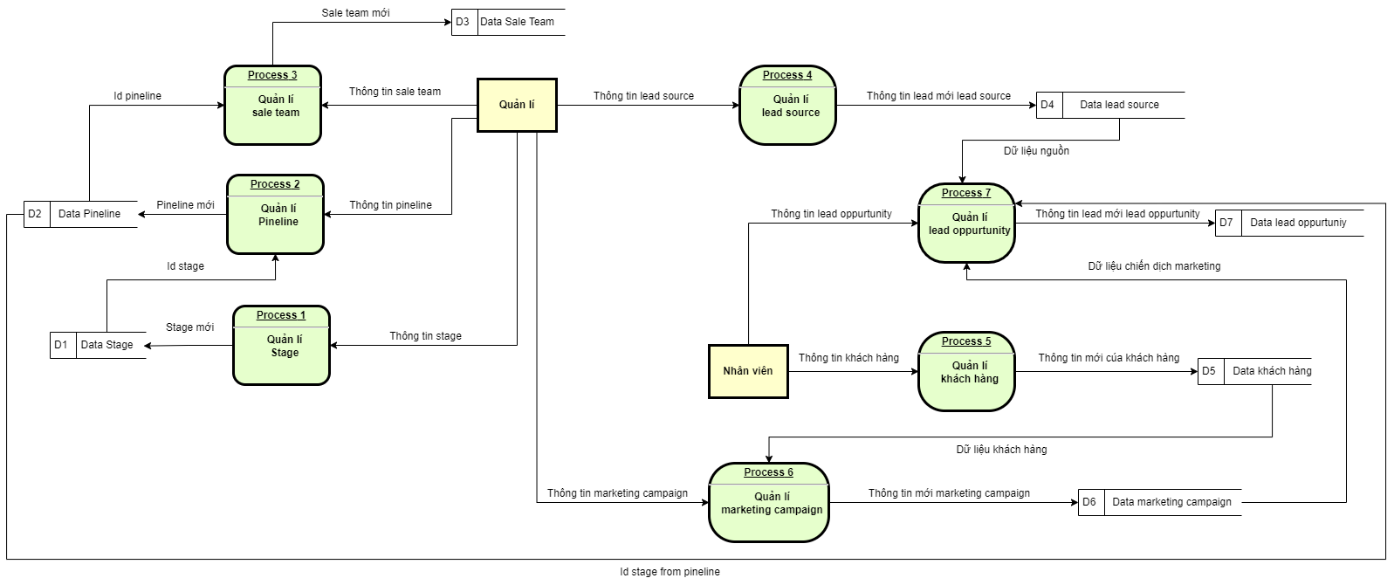 Sale team mới
D3
Data Sale Team
Process 3
Quản lí
sale team
Id pineline
Thông tin sale team
Quản lí
Thông tin lead source
Process 4
Quản lí
lead source
Thông tin lead mới lead source
D4
Data lead source
Dữ liệu nguồn
Process 2
Quản lí
Pineline
D2
Data Pineline
Pineline mới
Thông tin pineline
Process 7
Quản lí
lead oppurtunity
Thông tin lead oppurtunity
Thông tin lead mới lead oppurtunity
D7
Data lead oppurtuniy
Id stage
Dữ liệu chiến dịch marketing
Process 1
Quản lí
Stage
D1
Data Stage
Stage mới
Thông tin stage
Nhân viên
Thông tin khách hàng
Process 5
Quản lí
khách hàng
Thông tin mới của khách hàng
D5
Data khách hàng
Dữ liệu khách hàng
Process 6
Quản lí
marketing campaign
Thông tin marketing campaign
Thông tin mới marketing campaign
D6
Data marketing campaign
Id stage from pineline